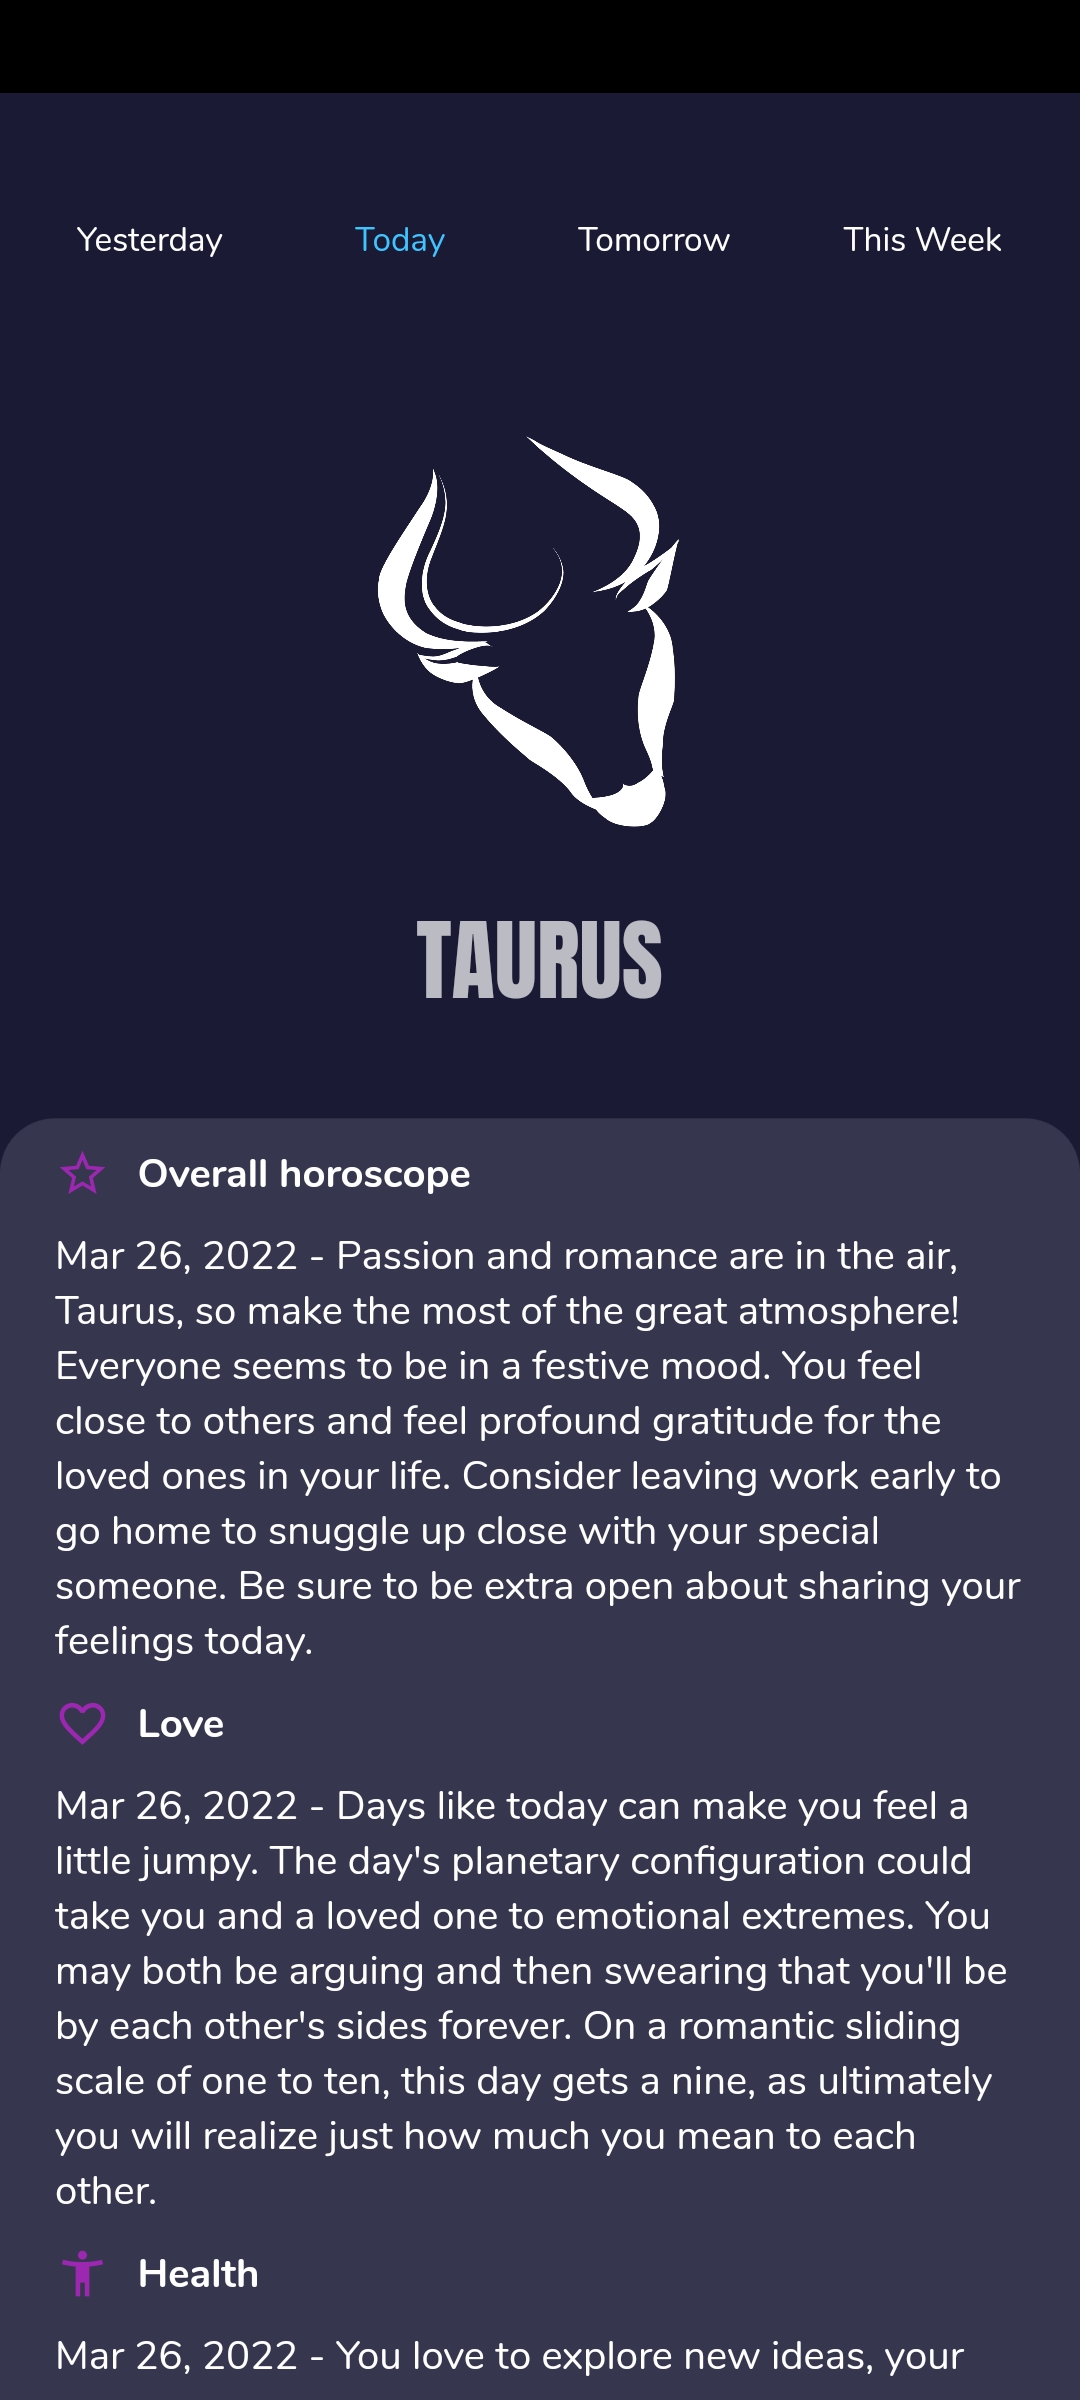 Yesterday Today Tomorrow This Week
TAURUS
Overall horoscope
Mar 26, 2022 - Passion and romance are in the air,
Taurus, so make the most of the great atmosphere!
Everyone seems to be in a festive mood. You feel
close to others and feel profound gratitude for the
loved ones in your life. Consider leaving work early to
go home to snuggle up close with your special
someone. Be sure to be extra open about sharing your
feelings today.
Love
Mar 26, 2022 - Days like today can make you feel a
little jumpy. The day's planetary configuration could
take you and a loved one to emotional extremes. You
may both be arguing and then swearing that you'll be
by each other's sides forever. On a romantic sliding
scale of one to ten, this day gets a nine, as ultimately
you will realize just how much you mean to each
other.
Health
Mar 26, 2022 - You love to explore new ideas, your